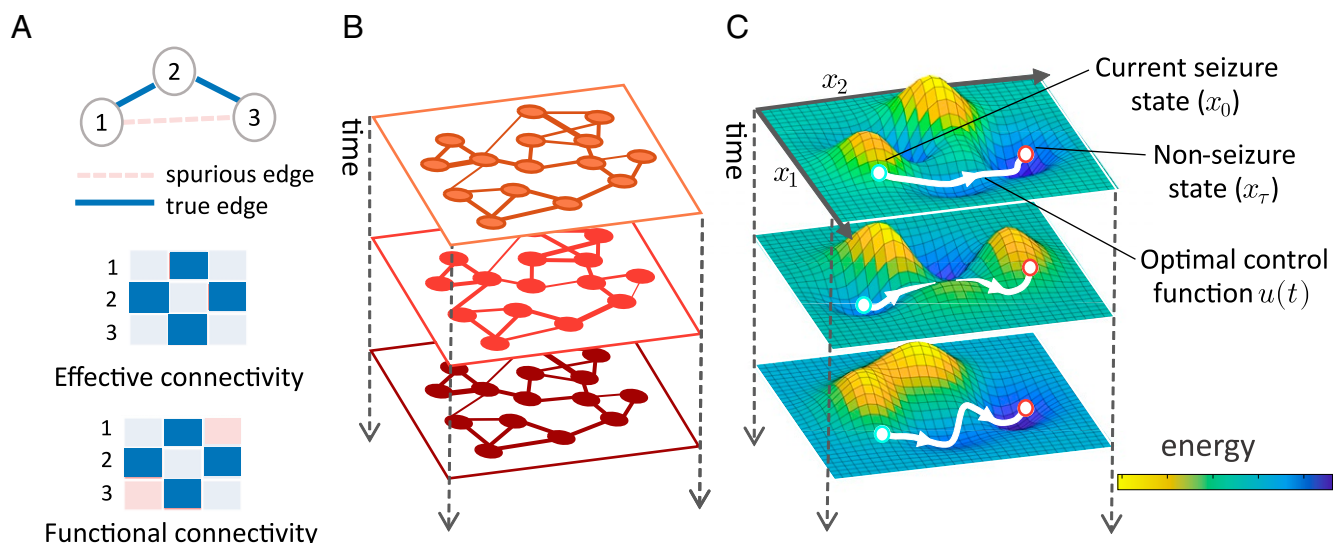 A
2
1
3
spurious edge
true edge
1
2
3
Effective connectivity
1
2
3
Functional connectivity
B
time
C
time
x₂
x₁
Current seizure
state (x₀)
Non-seizure
state (x_τ)
Optimal control
function u(t)
energy